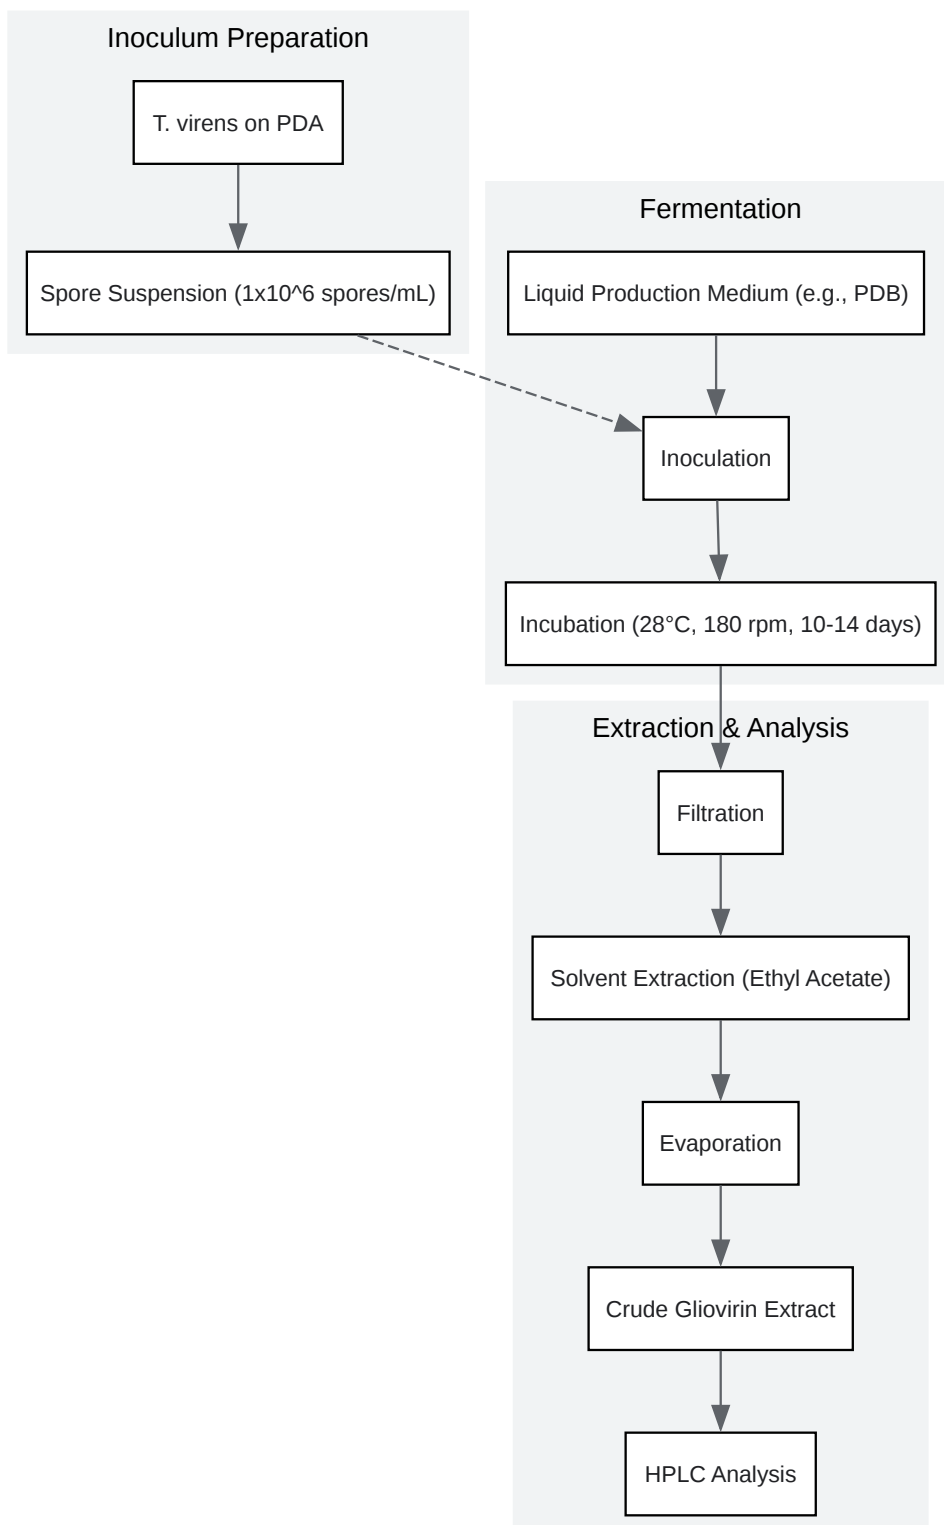 Inoculum Preparation
T. virens on PDA
Spore Suspension (1x10^6 spores/mL)
Fermentation
Liquid Production Medium (e.g., PDB)
Inoculation
Incubation (28°C, 180 rpm, 10-14 days)
Extraction & Analysis
Filtration
Solvent Extraction (Ethyl Acetate)
Evaporation
Crude Gliovirin Extract
HPLC Analysis